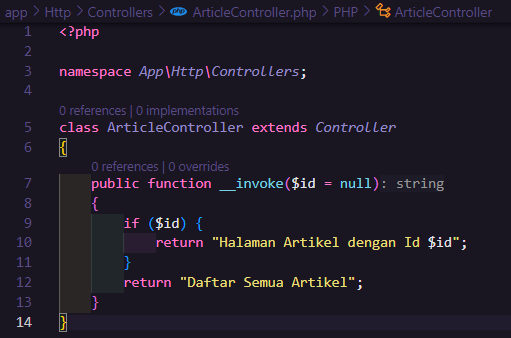 app > Http > Controllers > ArticleController.php > PHP > ArticleController
1 <?php
2
3 namespace App\Http\Controllers;
4
0 references | 0 implementations
5 class ArticleController extends Controller
6 {
0 references | 0 overrides
7 public function __invoke($id = null): string
8 {
9 if ($id) {
10 return "Halaman Artikel dengan Id $id";
11 }
12 return "Daftar Semua Artikel";
13 }
14 }